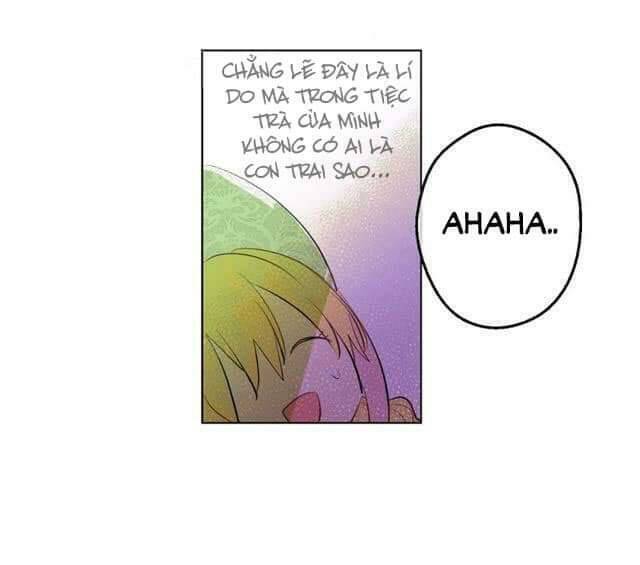 CHẲNG LẼ ĐÂY LÀ LÍ
DO MÀ TRONG TIỆC
TRÀ CỦA MÌNH
KHÔNG CÓ AI LÀ
CON TRAI SAO...
AHAHA..